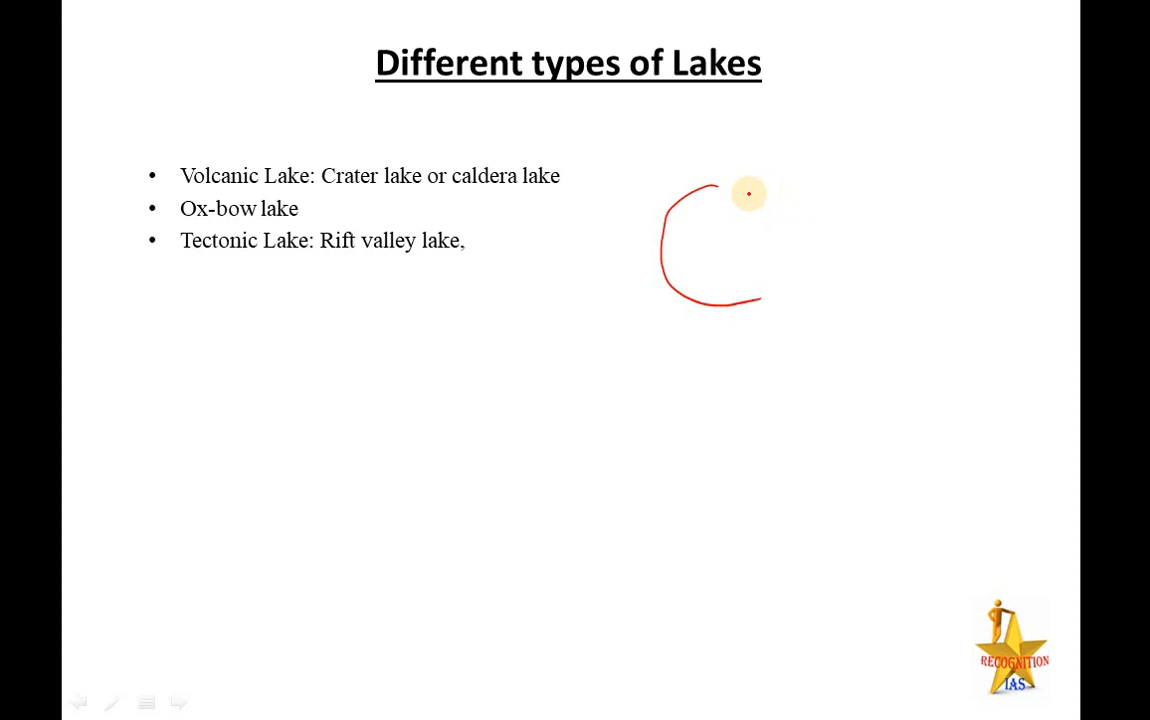 Different types of Lakes
• Volcanic Lake: Crater lake or caldera lake
• Ox-bow lake
• Tectonic Lake: Rift valley lake,
RECOGNITION
IAS